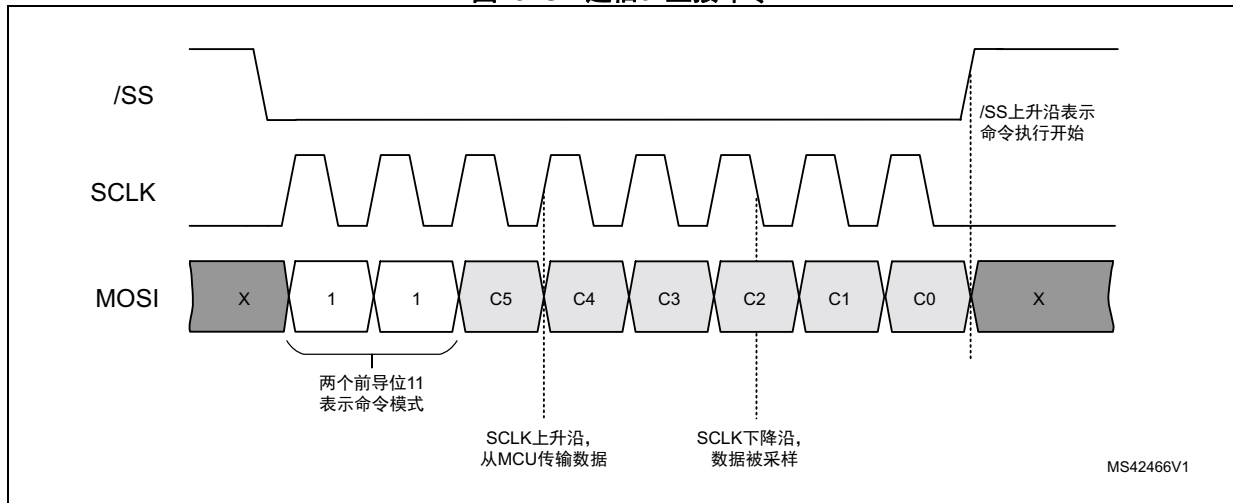 /SS
/SS上升沿表示
命令执行开始
SCLK
MOSI
X
1
1
C5
C4
C3
C2
C1
C0
X
两个前导位11
表示命令模式
SCLK上升沿，
从MCU传输数据
SCLK下降沿，
数据被采样
MS42466V1